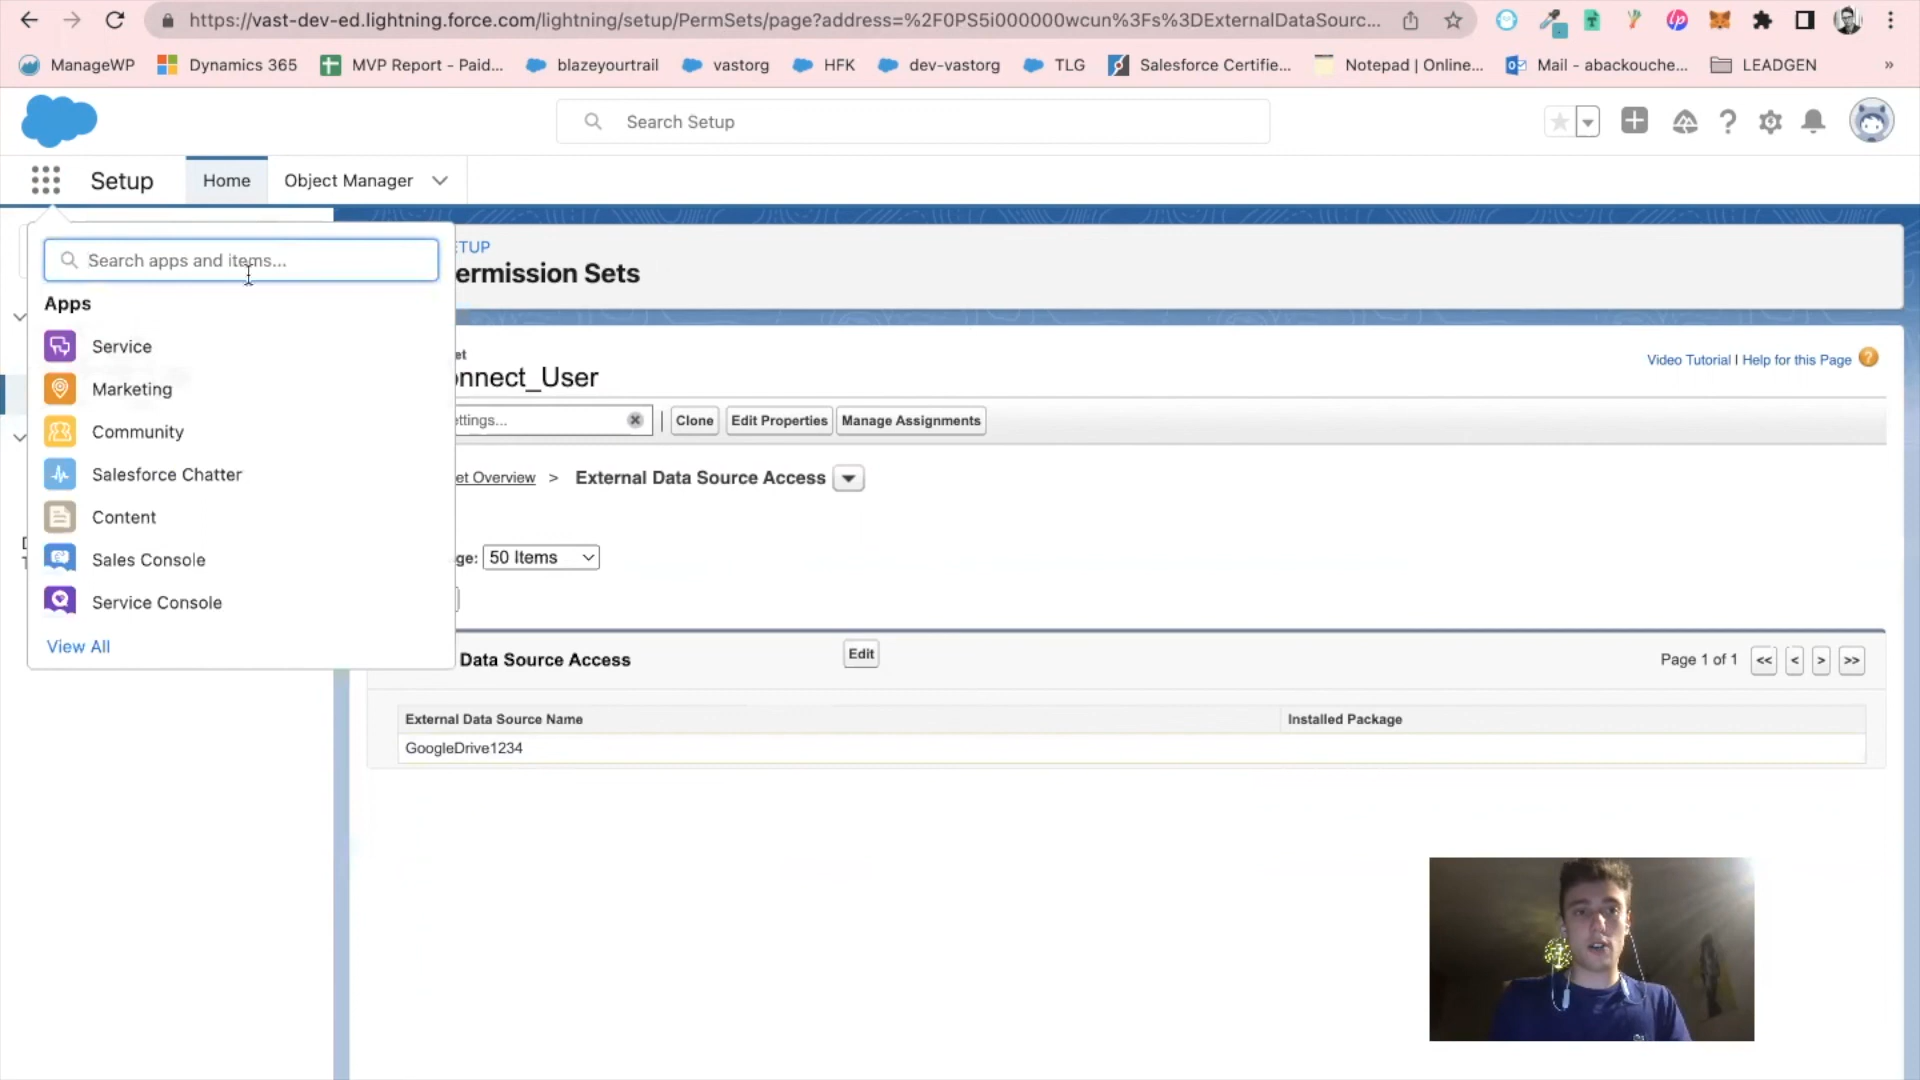 https://vast-dev-ed.lightning.force.com/lightning/setup/PermSets/page?address=%2F0PS5i000000wcun%3Fs%3DExternalDataSourc...
ManageWP Dynamics 365 MVP Report - Paid... blazeyourtrail vastorg HFK dev-vastorg TLG Salesforce Certifie... Notepad | Online... Mail - abackouche... LEADGEN »
Search Setup
Setup Home Object Manager
Search apps and items...
Apps
Service
Marketing
Community
Salesforce Chatter
Content
Sales Console
Service Console
View All
ETUP
ermission Sets
et
onnect_User
Video Tutorial | Help for this Page
ettings... | Clone Edit Properties Manage Assignments
et Overview > External Data Source Access
ge: 50 Items
Data Source Access Edit Page 1 of 1 << < > >>
External Data Source Name Installed Package
GoogleDrive1234